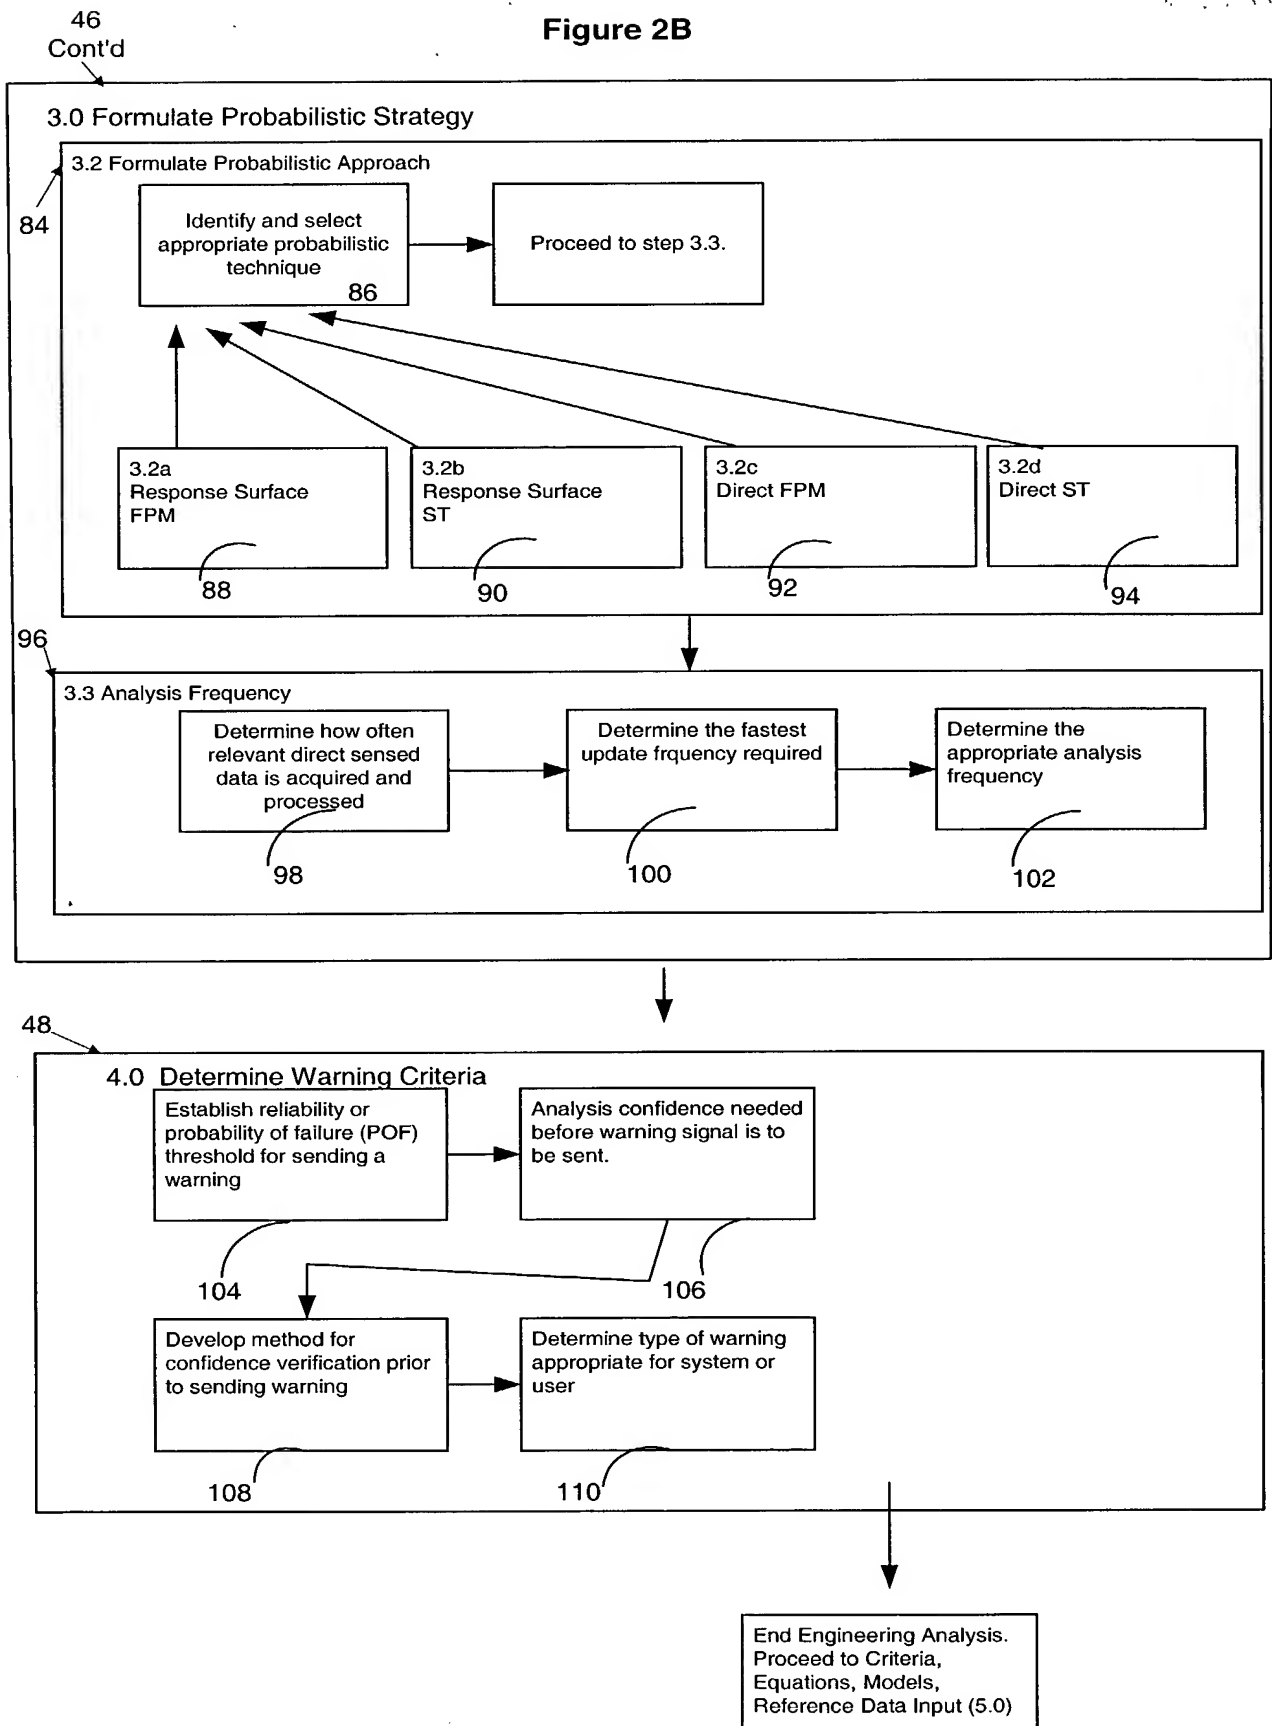 46
Cont'd
Figure 2B
3.0 Formulate Probabilistic Strategy
3.2 Formulate Probabilistic Approach
84
Identify and select
appropriate probabilistic
technique
86
Proceed to step 3.3.
3.2a
Response Surface
FPM
88
3.2b
Response Surface
ST
90
3.2c
Direct FPM
92
3.2d
Direct ST
94
96
3.3 Analysis Frequency
Determine how often
relevant direct sensed
data is acquired and
processed
98
Determine the fastest
update frquency required
100
Determine the
appropriate analysis
frequency
102
48
4.0 Determine Warning Criteria
Establish reliability or
probability of failure (POF)
threshold for sending a
warning
104
Analysis confidence needed
before warning signal is to
be sent.
106
Develop method for
confidence verification prior
to sending warning
108
Determine type of warning
appropriate for system or
user
110
End Engineering Analysis.
Proceed to Criteria,
Equations, Models,
Reference Data Input (5.0)